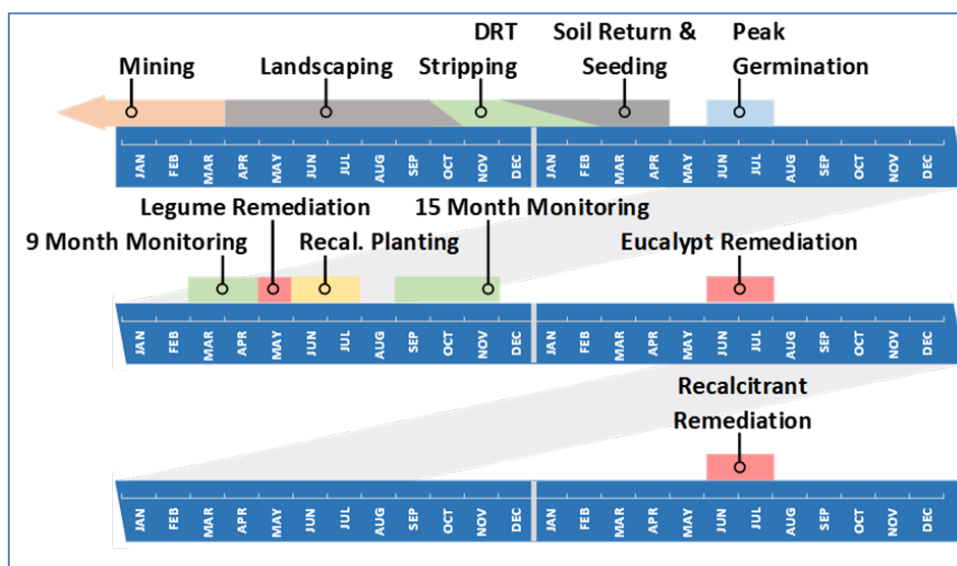 DRT Soil Return & Peak
Mining Landscaping Stripping Seeding Germination
JAN FEB MAR APR MAY JUN JUL AUG SEP OCT NOV DEC JAN FEB MAR APR MAY JUN JUL AUG SEP OCT NOV DEC
Legume Remediation 15 Month Monitoring
9 Month Monitoring Recal. Planting Eucalypt Remediation
JAN FEB MAR APR MAY JUN JUL AUG SEP OCT NOV DEC JAN FEB MAR APR MAY JUN JUL AUG SEP OCT NOV DEC
Recalcitrant
Remediation
JAN FEB MAR APR MAY JUN JUL AUG SEP OCT NOV DEC JAN FEB MAR APR MAY JUN JUL AUG SEP OCT NOV DEC